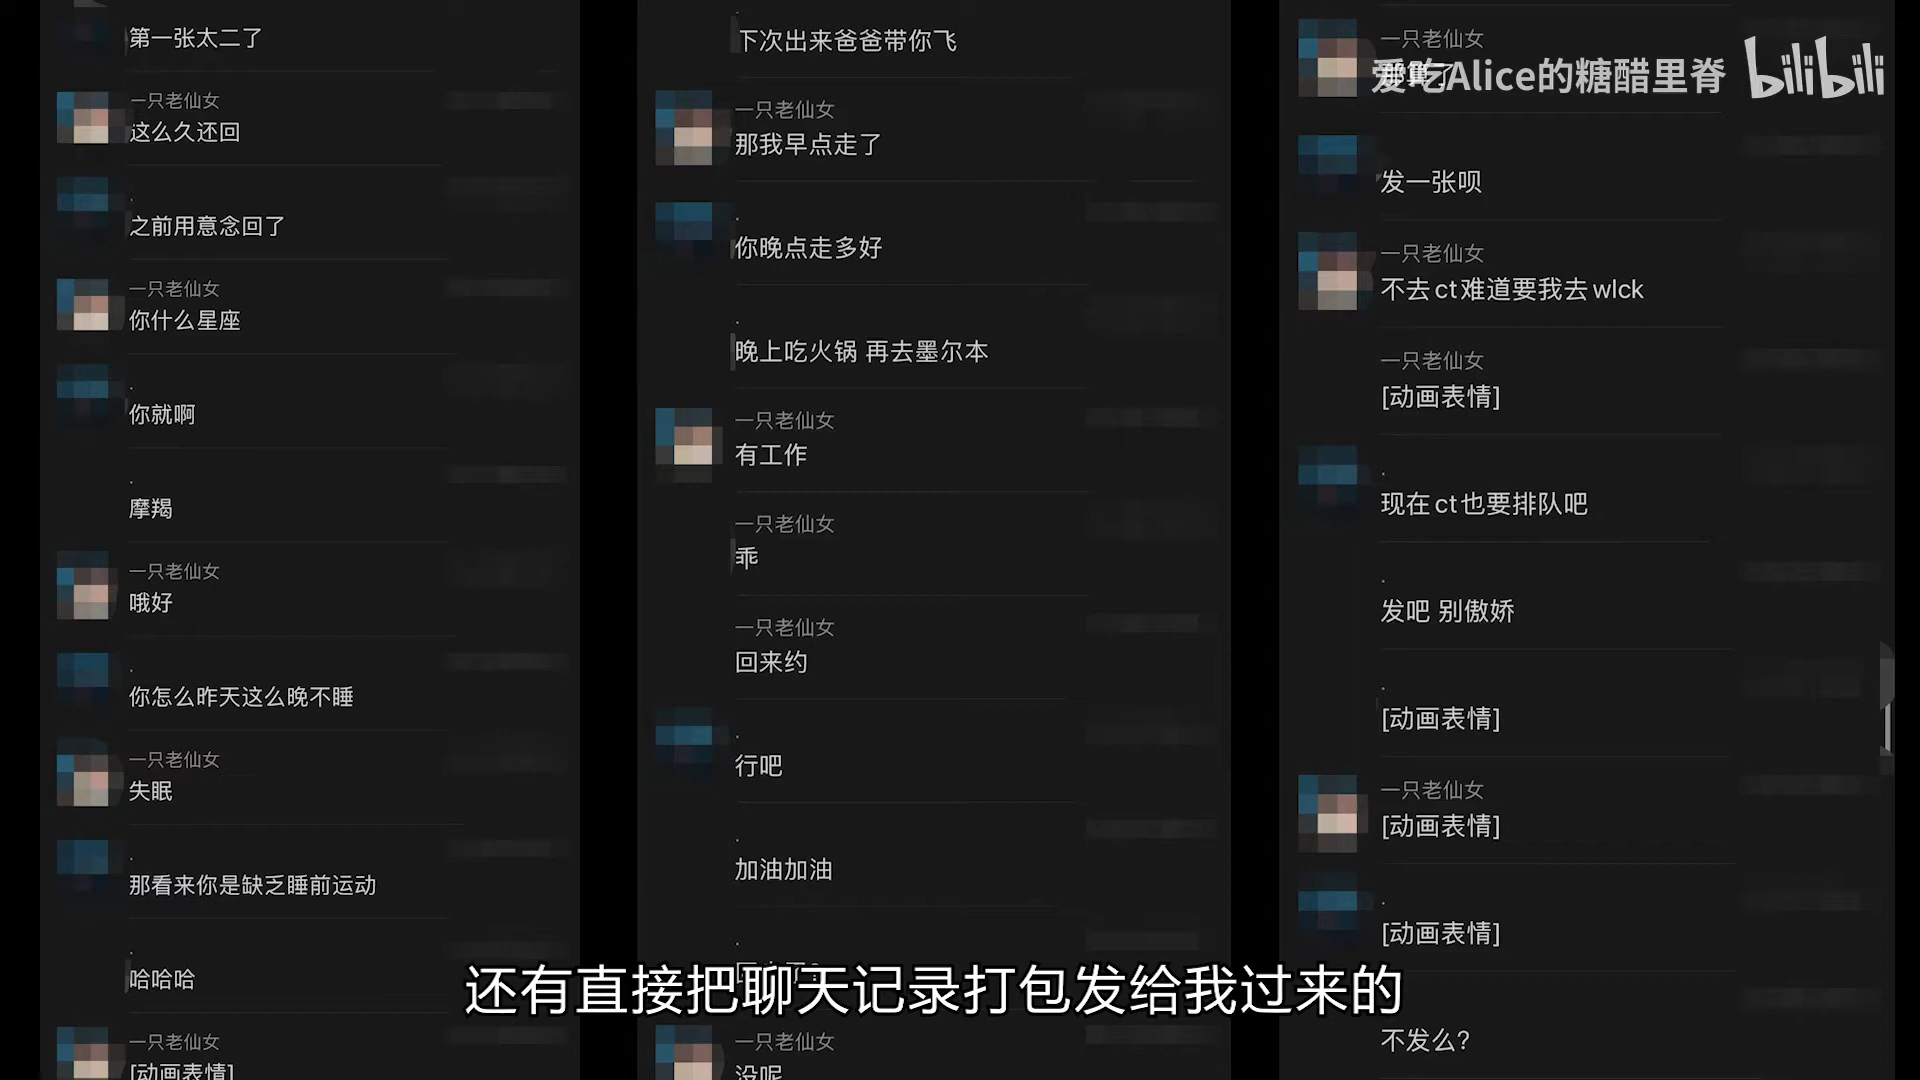 第一张太二了
一只老仙女
这么久还回
.
之前用意念回了
一只老仙女
你什么星座
.
你就啊
.
摩羯
一只老仙女
哦好
.
你怎么昨天这么晚不睡
一只老仙女
失眠
.
那看来你是缺乏睡前运动
.
哈哈哈
一只老仙女
[动画表情]
.
下次出来爸爸带你飞
一只老仙女
那我早点走了
.
你晚点走多好
.
晚上吃火锅 再去墨尔本
一只老仙女
有工作
一只老仙女
乖
一只老仙女
回来约
.
行吧
.
加油加油
.
一只老仙女
没呢
一只老仙女
爱吃Alice的糖醋里脊 bilibili
发一张呗
一只老仙女
不去ct难道要我去wlck
一只老仙女
[动画表情]
.
现在ct也要排队吧
.
发吧 别傲娇
.
[动画表情]
一只老仙女
[动画表情]
.
[动画表情]
不发么?
还有直接把聊天记录打包发给我过来的